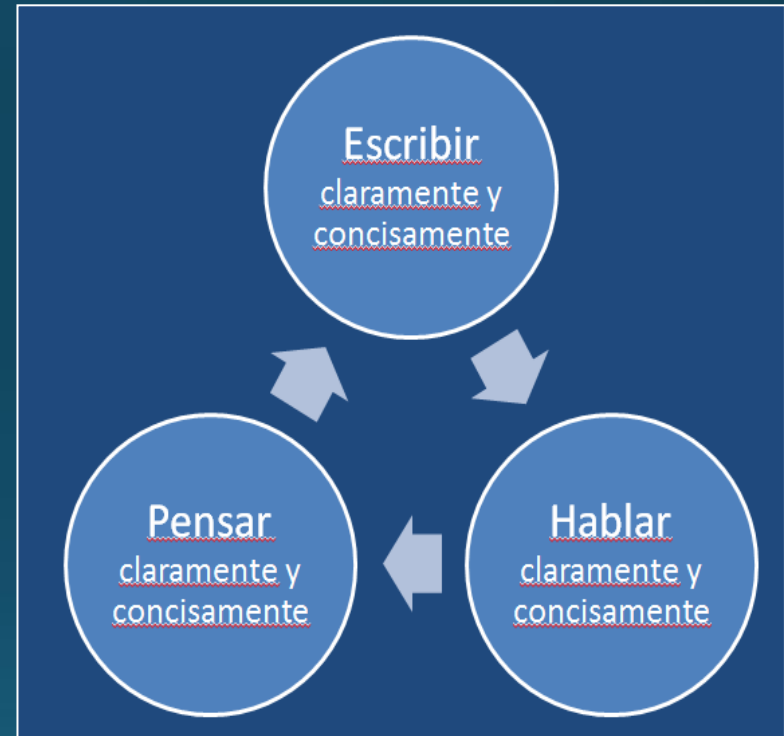 Escribir
claramente y
concisamente
Pensar
claramente y
concisamente
Hablar
claramente y
concisamente